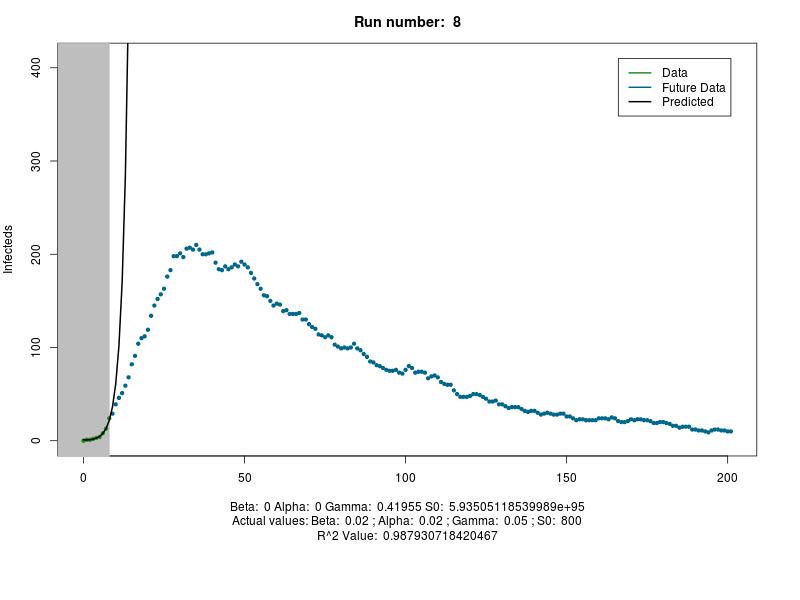 Run number: 8
Data
Future Data
Predicted
Infecteds
400
300
200
100
0
0 50 100 150 200
Beta: 0 Alpha: 0 Gamma: 0.41955 S0: 5.93505118539989e+95
Actual values: Beta: 0.02 ; Alpha: 0.02 ; Gamma: 0.05 ; S0: 800
R^2 Value: 0.987930718420467